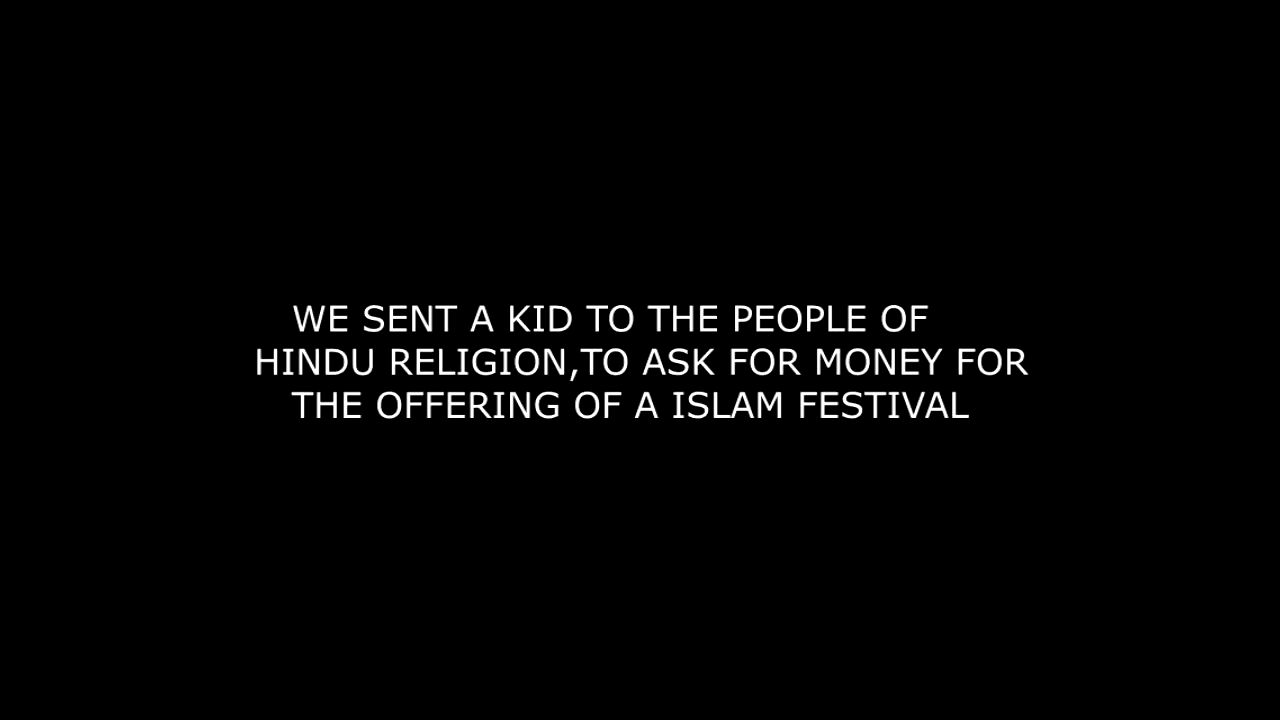 WE SENT A KID TO THE PEOPLE OF
HINDU RELIGION,TO ASK FOR MONEY FOR
THE OFFERING OF A ISLAM FESTIVAL